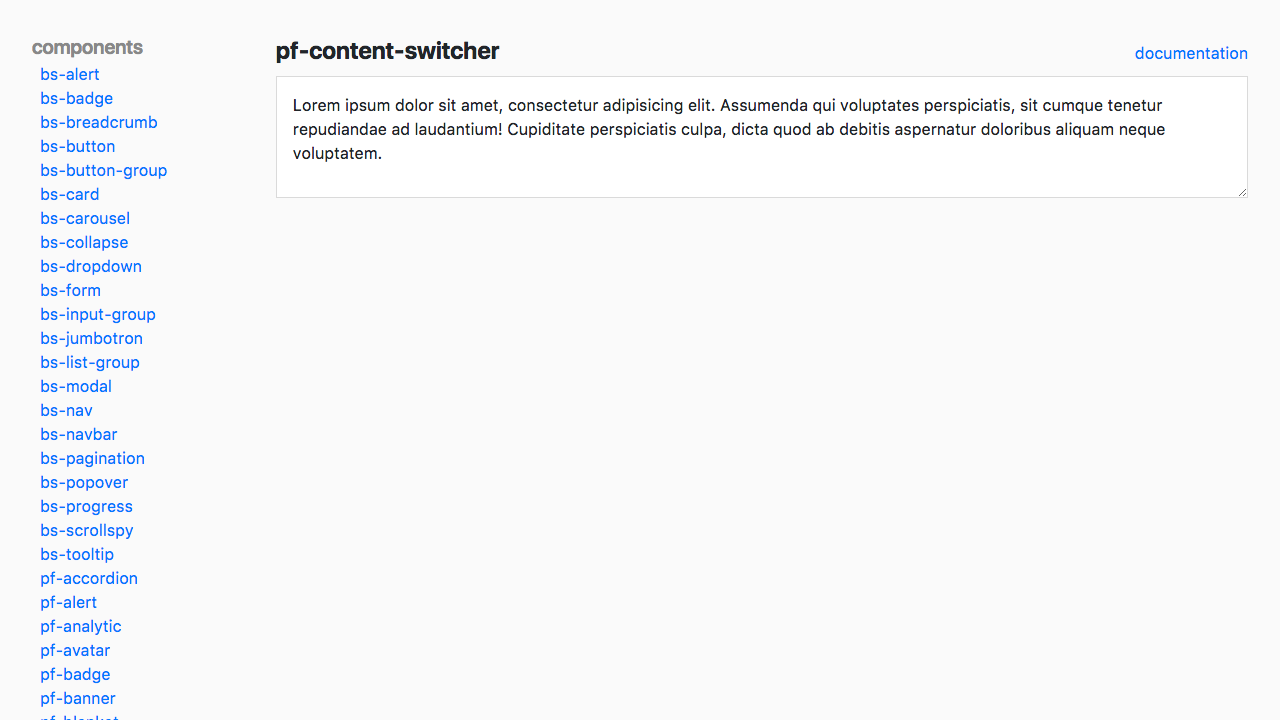 components
bs-alert
bs-badge
bs-breadcrumb
bs-button
bs-button-group
bs-card
bs-carousel
bs-collapse
bs-dropdown
bs-form
bs-input-group
bs-jumbotron
bs-list-group
bs-modal
bs-nav
bs-navbar
bs-pagination
bs-popover
bs-progress
bs-scrollspy
bs-tooltip
pf-accordion
pf-alert
pf-analytic
pf-avatar
pf-badge
pf-banner
pf-blanket
pf-content-switcher
documentation
Lorem ipsum dolor sit amet, consectetur adipisicing elit. Assumenda qui voluptates perspiciatis, sit cumque tenetur
repudiandae ad laudantium! Cupiditate perspiciatis culpa, dicta quod ab debitis aspernatur doloribus aliquam neque
voluptatem.